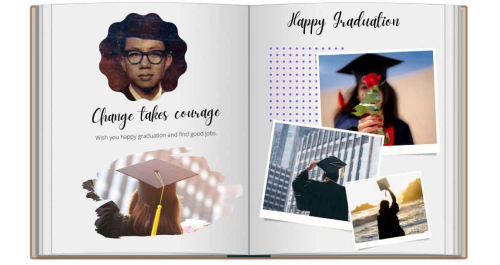 Change takes courage
Wish you happy graduation and find good jobs.
Happy Graduation